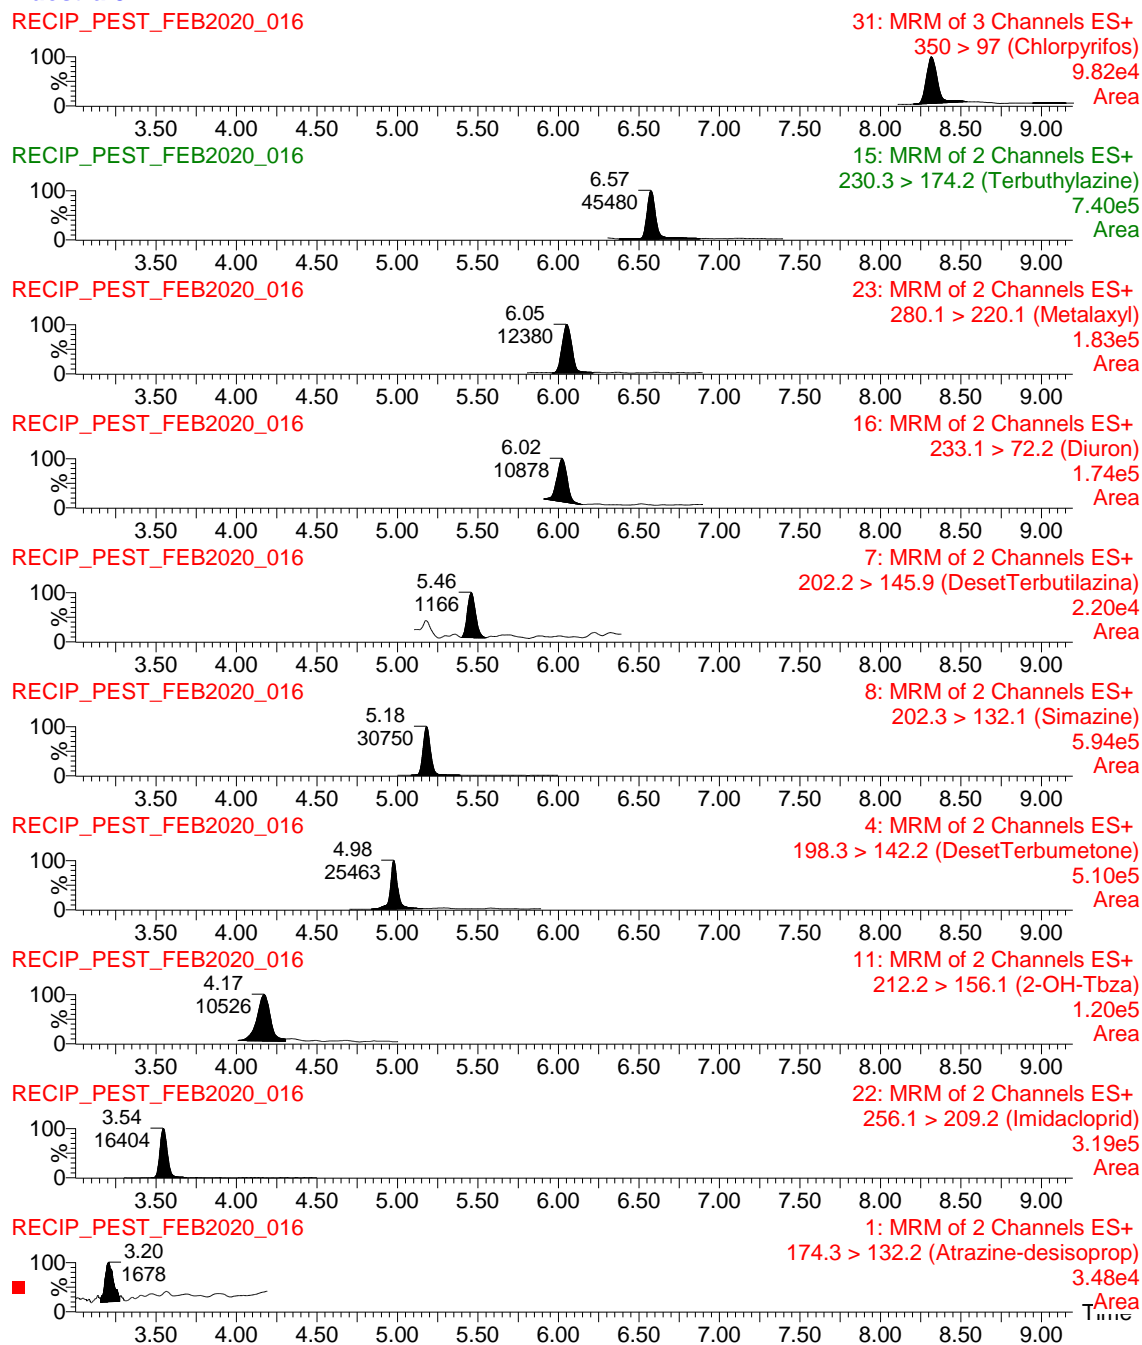 RECIP_PEST_FEB2020_016
31: MRM of 3 Channels ES+
350 > 97 (Chlorpyrifos)
9.82e4
Area
100
%
0
3.50 4.00 4.50 5.00 5.50 6.00 6.50 7.00 7.50 8.00 8.50 9.00
RECIP_PEST_FEB2020_016
15: MRM of 2 Channels ES+
230.3 > 174.2 (Terbuthylazine)
7.40e5
Area
6.57
45480
100
%
0
3.50 4.00 4.50 5.00 5.50 6.00 6.50 7.00 7.50 8.00 8.50 9.00
RECIP_PEST_FEB2020_016
23: MRM of 2 Channels ES+
280.1 > 220.1 (Metalaxyl)
1.83e5
Area
6.05
12380
100
%
0
3.50 4.00 4.50 5.00 5.50 6.00 6.50 7.00 7.50 8.00 8.50 9.00
RECIP_PEST_FEB2020_016
16: MRM of 2 Channels ES+
233.1 > 72.2 (Diuron)
1.74e5
Area
6.02
10878
100
%
0
3.50 4.00 4.50 5.00 5.50 6.00 6.50 7.00 7.50 8.00 8.50 9.00
RECIP_PEST_FEB2020_016
7: MRM of 2 Channels ES+
202.2 > 145.9 (DesetTerbutilazina)
2.20e4
Area
5.46
1166
100
%
0
3.50 4.00 4.50 5.00 5.50 6.00 6.50 7.00 7.50 8.00 8.50 9.00
RECIP_PEST_FEB2020_016
8: MRM of 2 Channels ES+
202.3 > 132.1 (Simazine)
5.94e5
Area
5.18
30750
100
%
0
3.50 4.00 4.50 5.00 5.50 6.00 6.50 7.00 7.50 8.00 8.50 9.00
RECIP_PEST_FEB2020_016
4: MRM of 2 Channels ES+
198.3 > 142.2 (DesetTerbumetone)
5.10e5
Area
4.98
25463
100
%
0
3.50 4.00 4.50 5.00 5.50 6.00 6.50 7.00 7.50 8.00 8.50 9.00
RECIP_PEST_FEB2020_016
11: MRM of 2 Channels ES+
212.2 > 156.1 (2-OH-Tbza)
1.20e5
Area
4.17
10526
100
%
0
3.50 4.00 4.50 5.00 5.50 6.00 6.50 7.00 7.50 8.00 8.50 9.00
RECIP_PEST_FEB2020_016
22: MRM of 2 Channels ES+
256.1 > 209.2 (Imidacloprid)
3.19e5
Area
3.54
16404
100
%
0
3.50 4.00 4.50 5.00 5.50 6.00 6.50 7.00 7.50 8.00 8.50 9.00
RECIP_PEST_FEB2020_016
1: MRM of 2 Channels ES+
174.3 > 132.2 (Atrazine-desisoprop)
3.48e4
Area
3.20
1678
100
%
0
Time
3.50 4.00 4.50 5.00 5.50 6.00 6.50 7.00 7.50 8.00 8.50 9.00